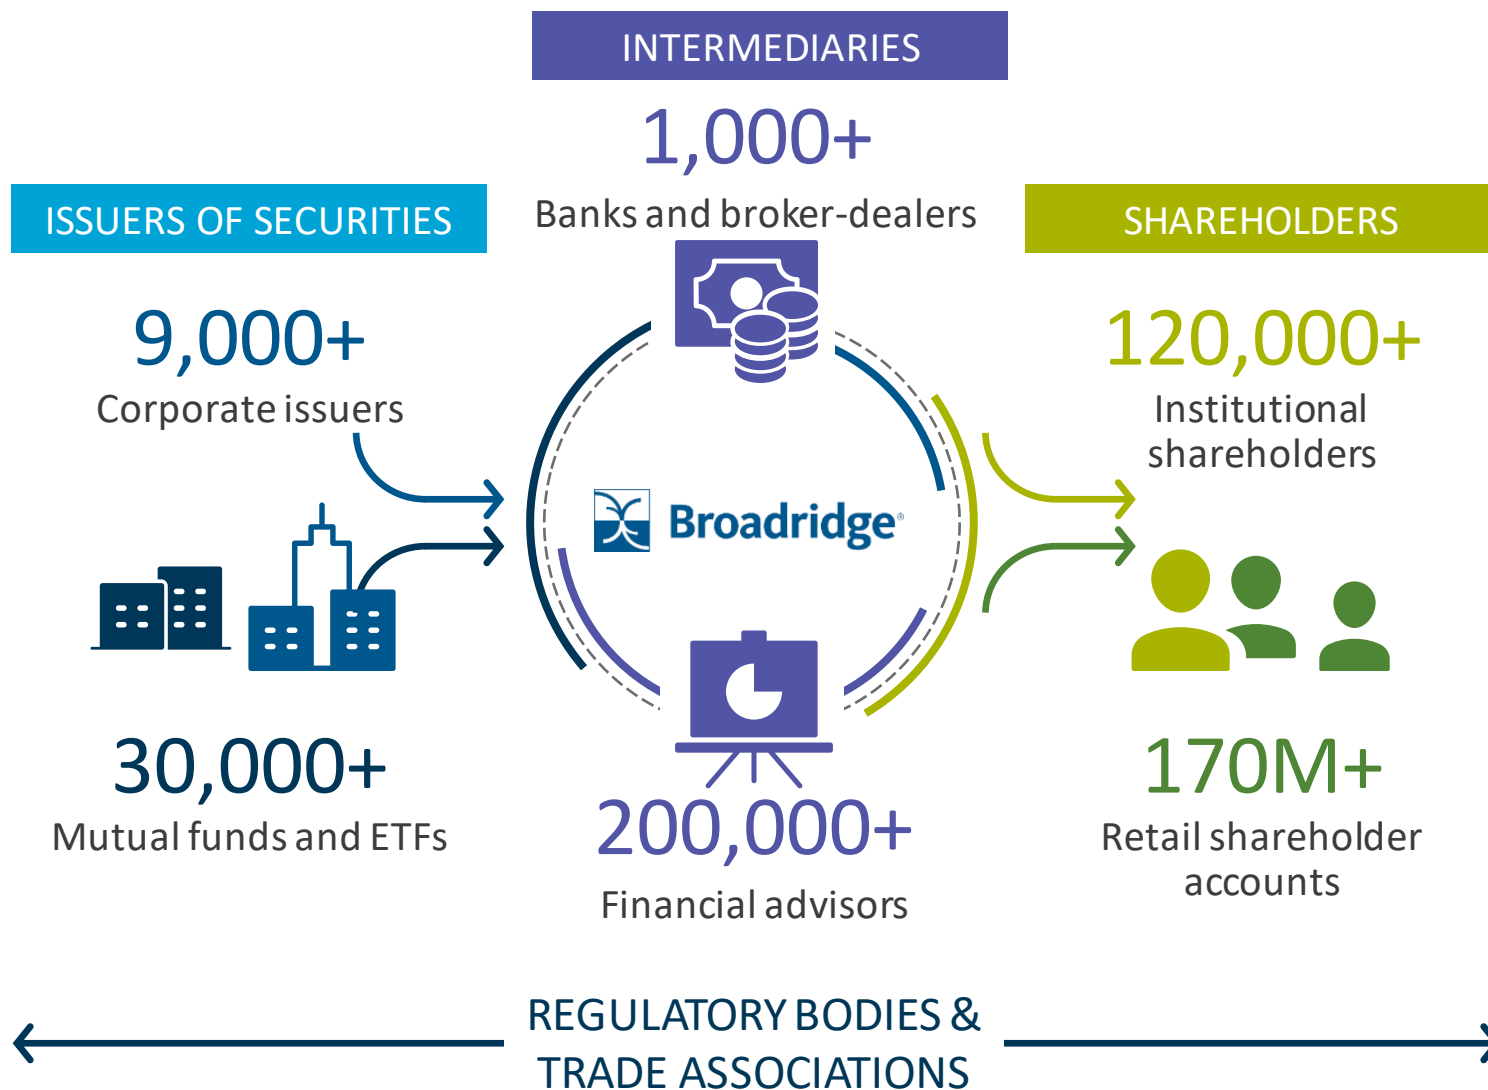 INTERMEDIARIES
1,000+
Banks and broker-dealers
ISSUERS OF SECURITIES
9,000+
Corporate issuers
30,000+
Mutual funds and ETFs
Broadridge®
200,000+
Financial advisors
SHAREHOLDERS
120,000+
Institutional
shareholders
170M+
Retail shareholder
accounts
REGULATORY BODIES &
TRADE ASSOCIATIONS